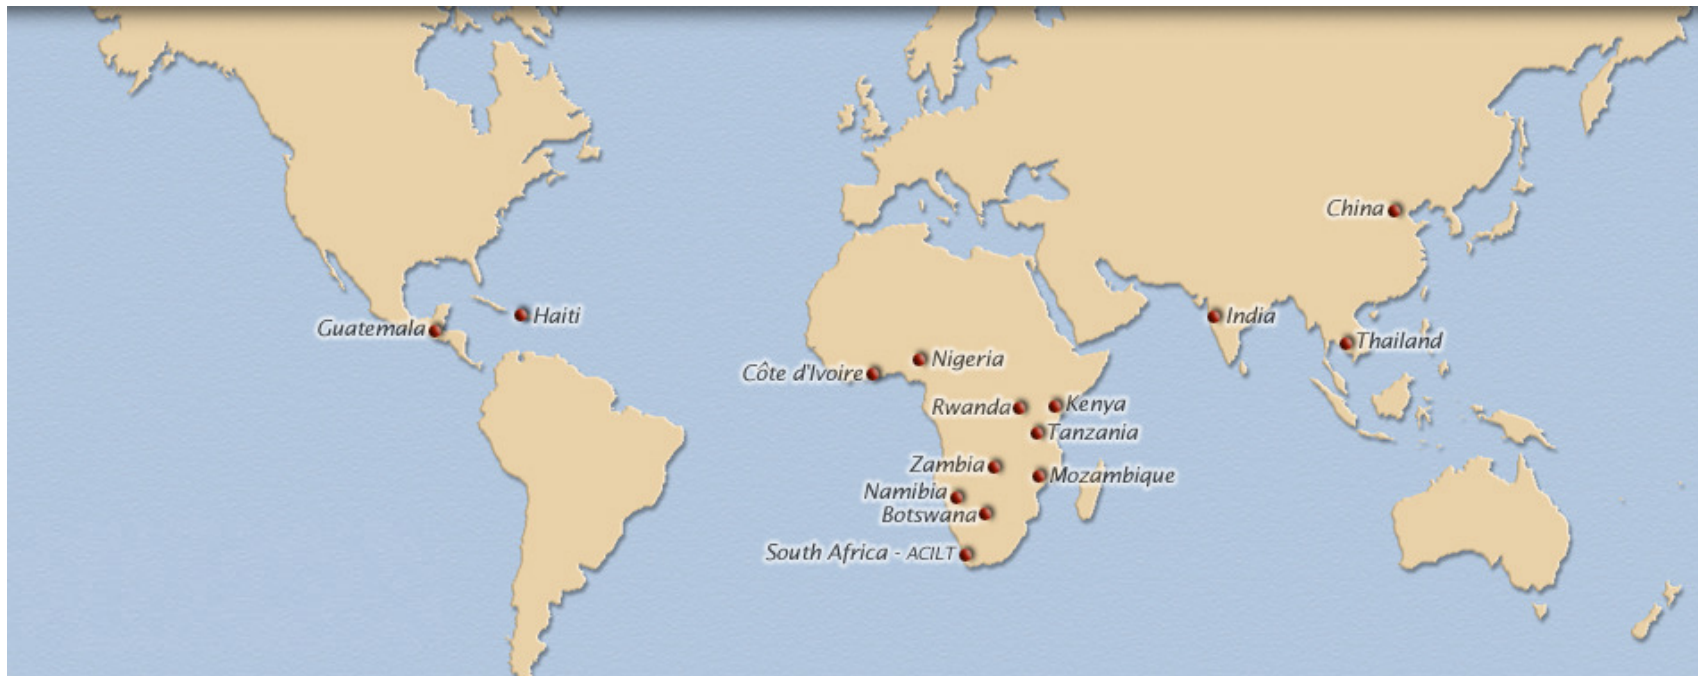 China
Haiti
India
Guatemala
Thailand
Nigeria
Côte d'Ivoire
Rwanda
Kenya
Tanzania
Zambia
Mozambique
Namibia
Botswana
South Africa - ACILT